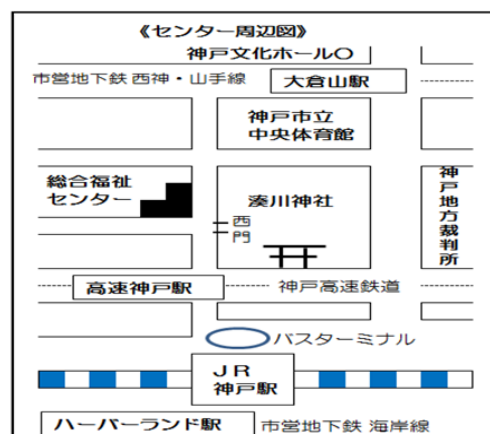 《センター周辺図》
神戸文化ホール〇
市営地下鉄 西神・山手線
大倉山駅
神戸市立
中央体育館
総合福祉
センター
湊川神社
西門
神戸地方裁判所
高速神戸駅
神戸高速鉄道
バスターミナル
JR
神戸駅
ハーバーランド駅
市営地下鉄 海岸線